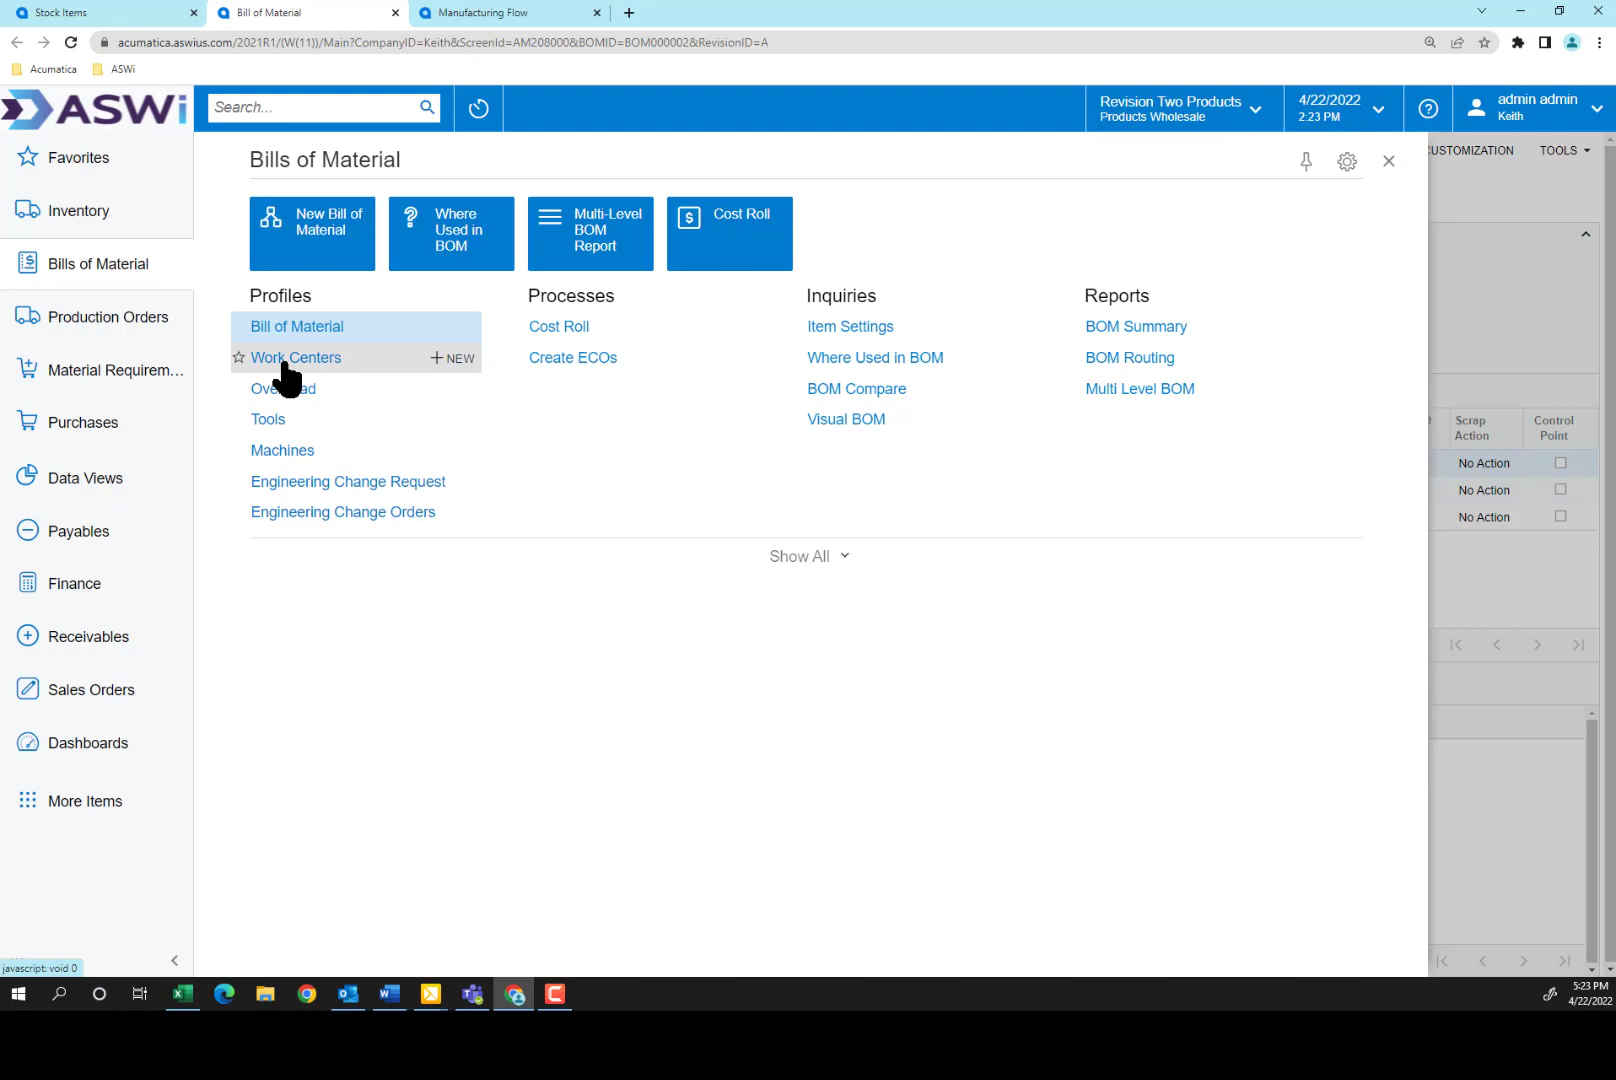 Stock Items
Bill of Material
Manufacturing Flow
acumatica.aswius.com/2021R1/(W(11))/Main?CompanyID=Keith&ScreenId=AM208000&BOMID=BOM000002&RevisionID=A
Acumatica
ASWi
ASWi
Search...
Revision Two Products
Products Wholesale
4/22/2022
2:23 PM
admin admin
Keith
Favorites
Inventory
Bills of Material
Production Orders
Material Requirem...
Purchases
Data Views
Payables
Finance
Receivables
Sales Orders
Dashboards
More Items
javascript: void 0
Bills of Material
USTOMIZATION
TOOLS
New Bill of
Material
Where
Used in
BOM
Multi-Level
BOM
Report
Cost Roll
Profiles
Bill of Material
Work Centers
+ NEW
Tools
Machines
Engineering Change Request
Engineering Change Orders
Processes
Cost Roll
Create ECOs
Inquiries
Item Settings
Where Used in BOM
BOM Compare
Visual BOM
Reports
BOM Summary
BOM Routing
Multi Level BOM
Show All
Scrap
Action
Control
Point
No Action
No Action
No Action
5:23 PM
4/22/2022